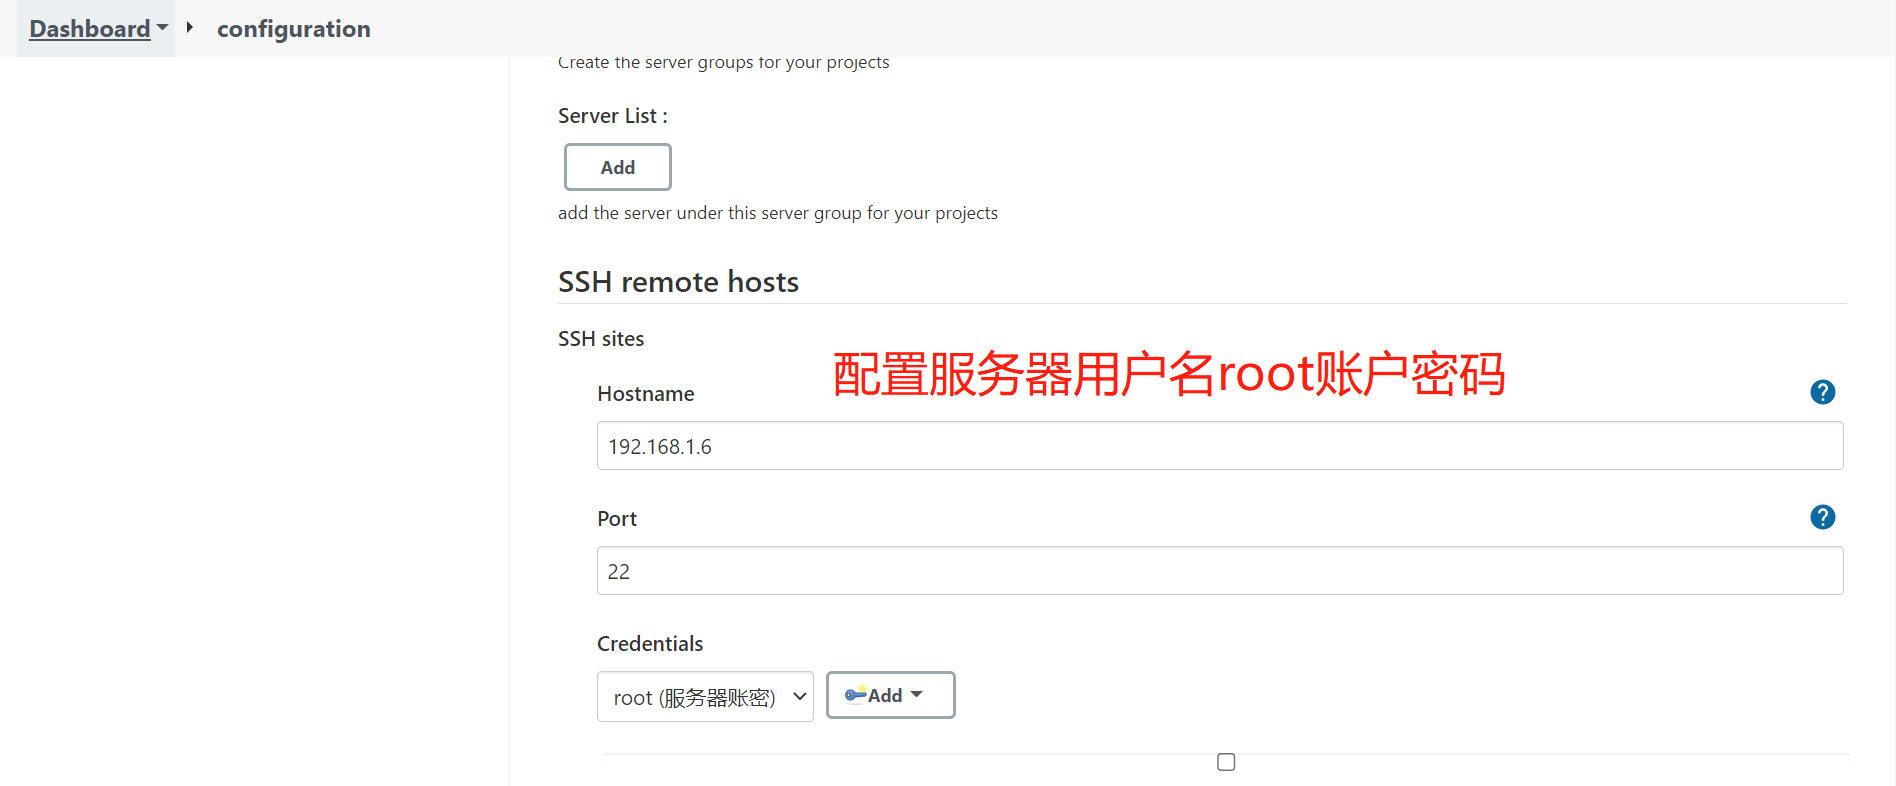 Dashboard configuration
Create the server groups for your projects
Server List :
Add
add the server under this server group for your projects
SSH remote hosts
SSH sites
配置服务器用户名root账户密码
Hostname
?
192.168.1.6
Port
?
22
Credentials
root (服务器账密) Add